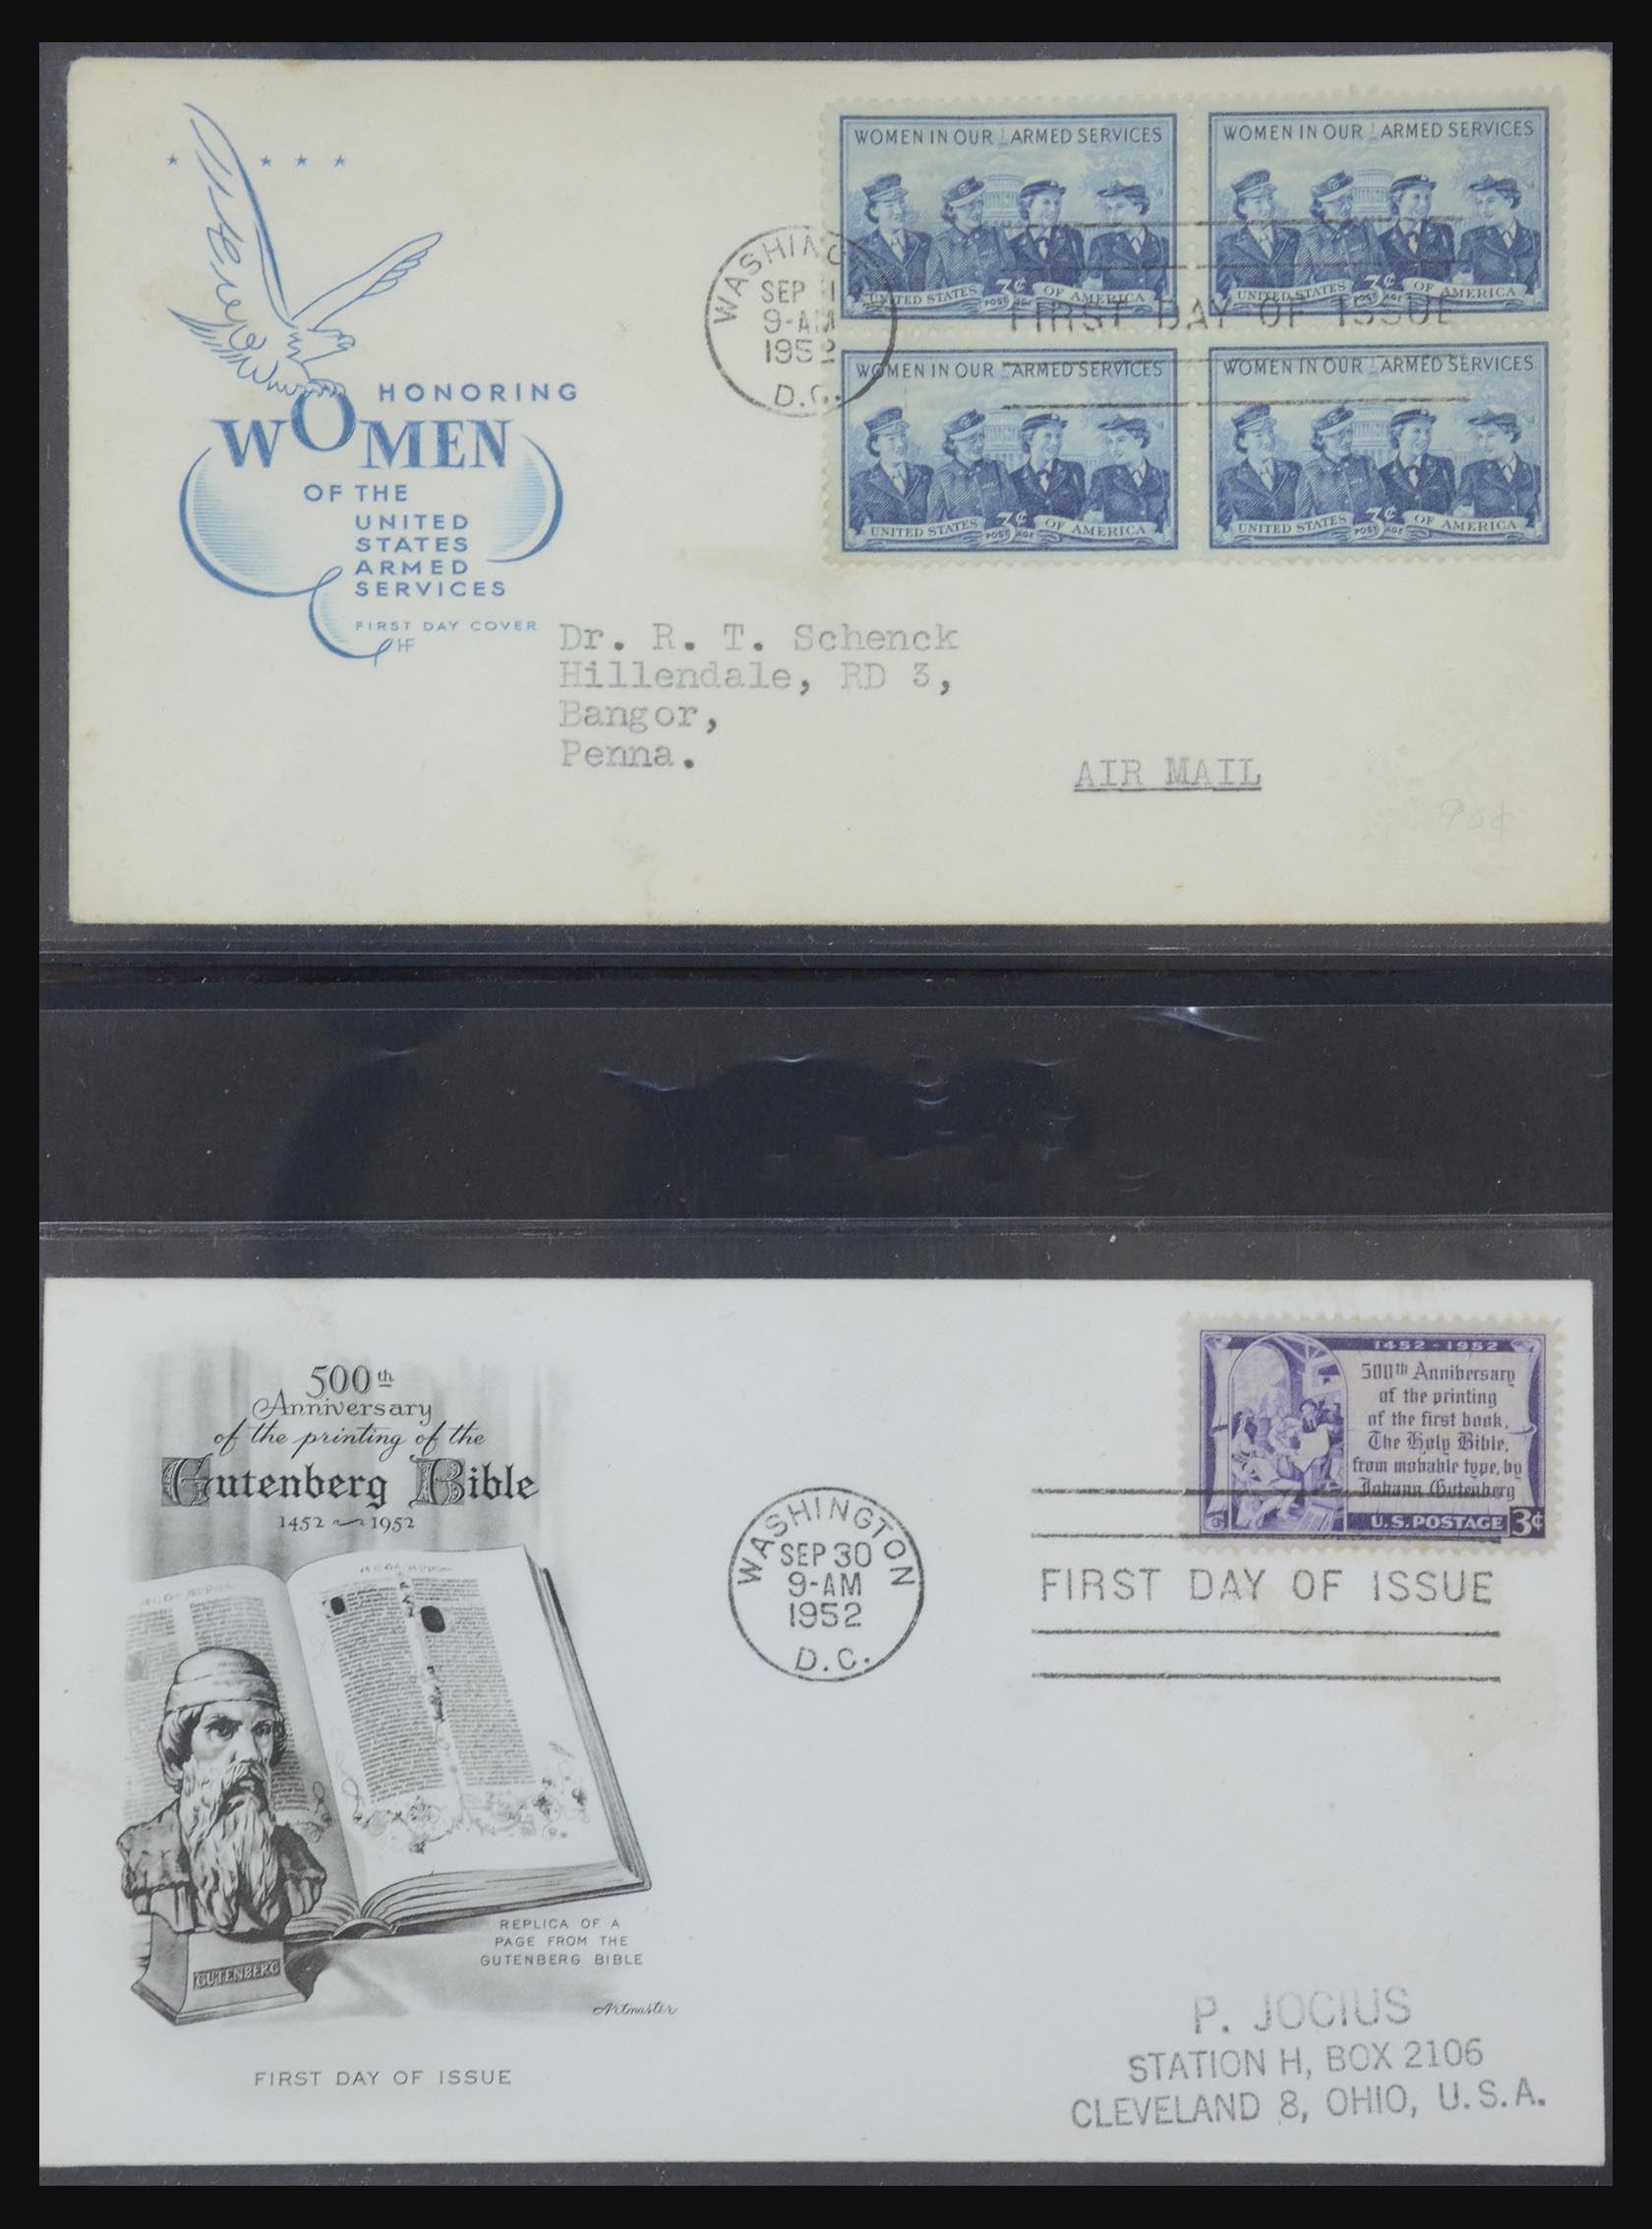 HONORING
WOMEN
OF THE
UNITED
STATES
ARMED
SERVICES
FIRST DAY COVER
HF
SEP 11
9-AM
1952
D.C.
WOMEN IN OUR ARMED SERVICES
UNITED STATES 3¢ POSTAGE OF AMERICA
WOMEN IN OUR ARMED SERVICES
UNITED STATES 3¢ POSTAGE OF AMERICA
FIRST DAY OF ISSUE
WOMEN IN OUR ARMED SERVICES
UNITED STATES 3¢ POSTAGE OF AMERICA
WOMEN IN OUR ARMED SERVICES
UNITED STATES 3¢ POSTAGE OF AMERICA
Dr. R. T. Schenck
Hillendale, RD 3,
Bangor,
Penna.
AIR MAIL
90¢
500th
Anniversary
of the printing of the
Gutenberg Bible
1452 ~ 1952
GUTENBERG
REPLICA OF A
PAGE FROM THE
GUTENBERG BIBLE
Artmaster
FIRST DAY OF ISSUE
WASHINGTON
SEP 30
9-AM
1952
D.C.
1452-1952
500th Anniversary
of the printing
of the first book,
The Holy Bible,
from movable type, by
Johann Gutenberg
U.S. POSTAGE 3¢
FIRST DAY OF ISSUE
P. JOCIUS
STATION H, BOX 2106
CLEVELAND 8, OHIO, U.S.A.